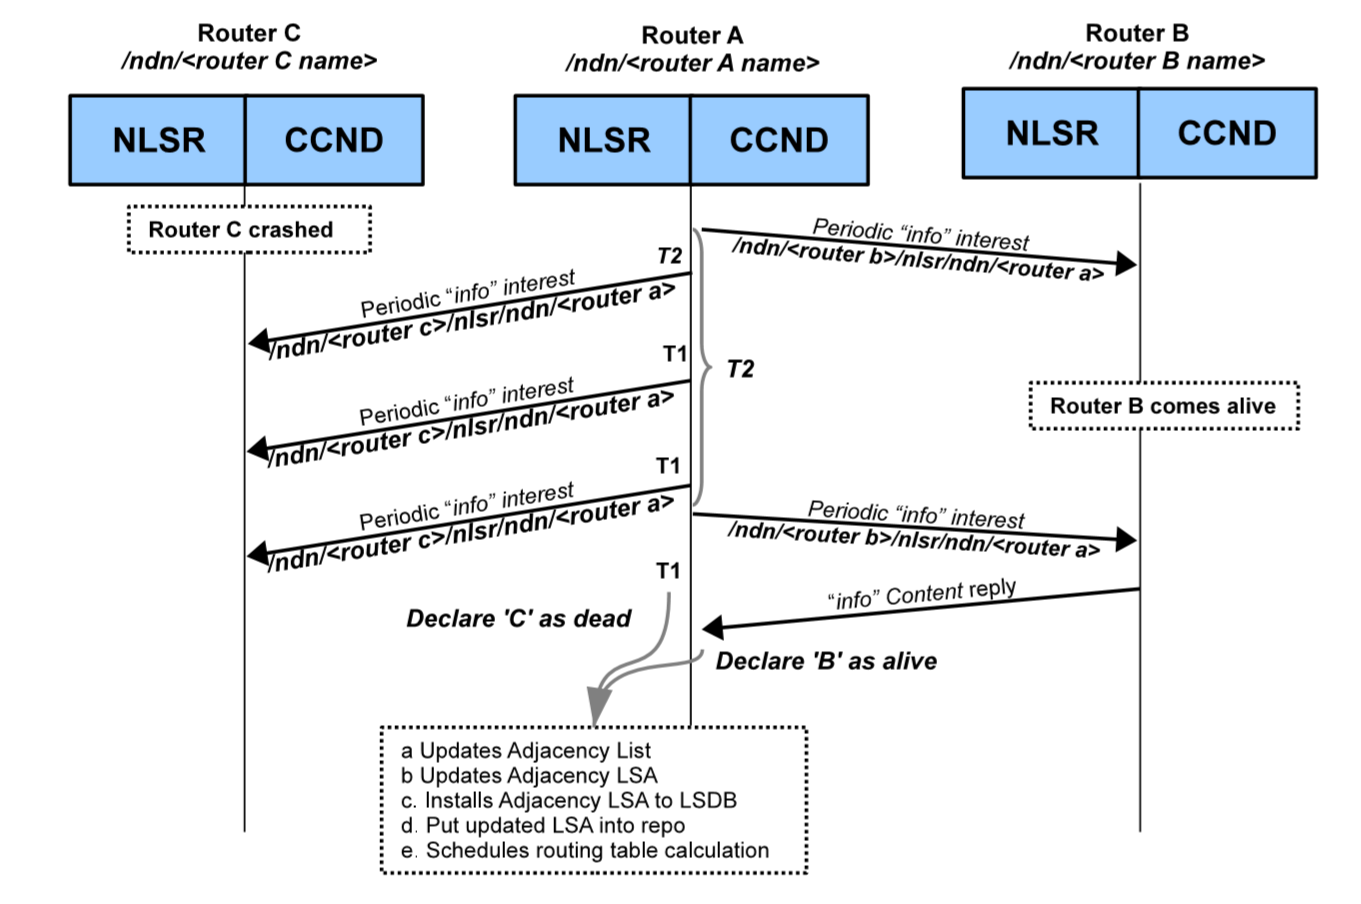 Router C
/ndn/<router C name>
Router A
/ndn/<router A name>
Router B
/ndn/<router B name>
NLSR
CCND
NLSR
CCND
NLSR
CCND
Router C crashed
Periodic “info” interest
/ndn/<router b>/nlsr/ndn/<router a>
T2
Periodic “info” interest
/ndn/<router c>/nlsr/ndn/<router a>
T1
T2
Periodic “info” interest
/ndn/<router c>/nlsr/ndn/<router a>
Router B comes alive
T1
Periodic “info” interest
/ndn/<router c>/nlsr/ndn/<router a>
Periodic “info” interest
/ndn/<router b>/nlsr/ndn/<router a>
T1
“info” Content reply
Declare 'C' as dead
Declare 'B' as alive
a Updates Adjacency List
b Updates Adjacency LSA
c. Installs Adjacency LSA to LSDB
d. Put updated LSA into repo
e. Schedules routing table calculation